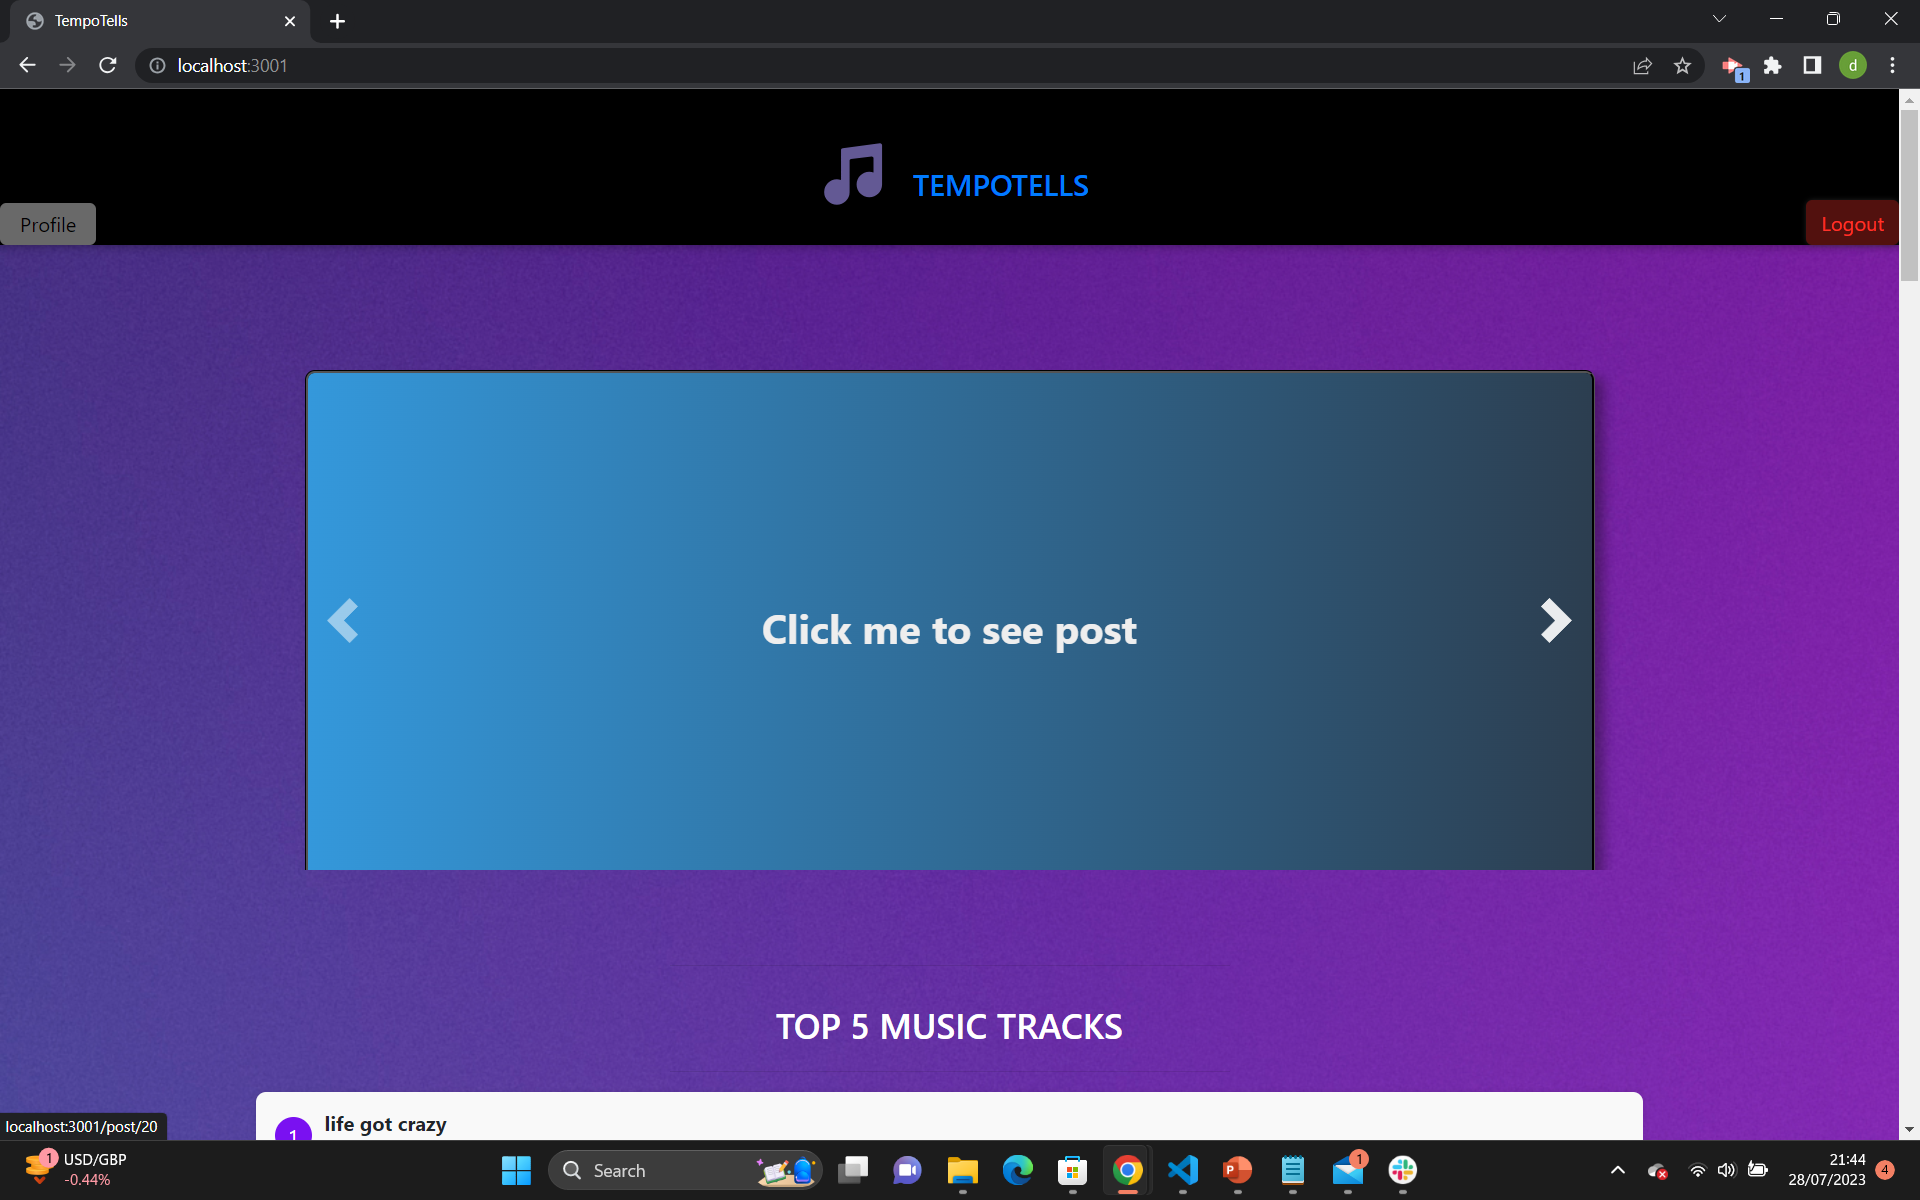 TempoTells
localhost:3001
d
1
TEMPOTELLS
Profile
Logout
Click me to see post
TOP 5 MUSIC TRACKS
1
life got crazy
localhost:3001/post/20
1
USD/GBP
-0.44%
Search
P
1
21:44
28/07/2023
4